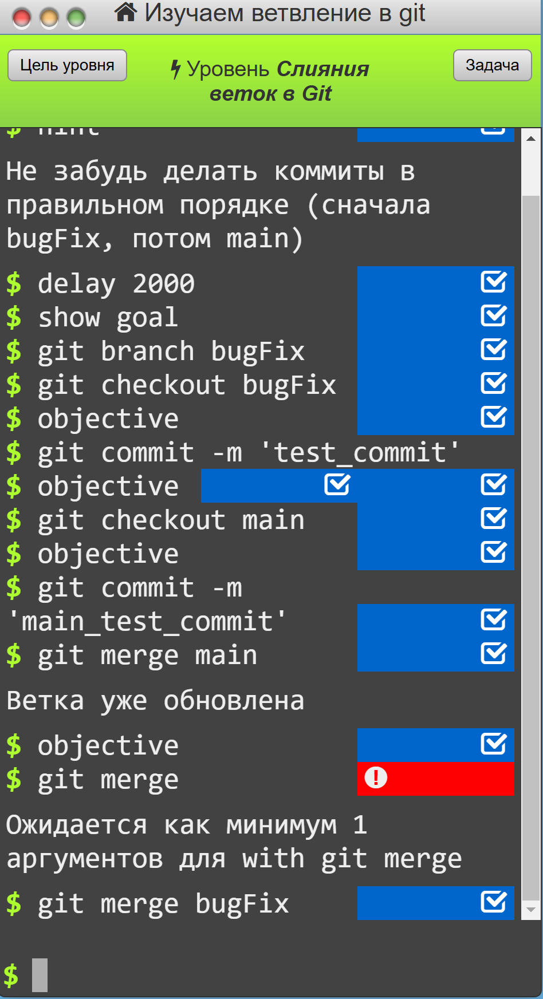 Изучаем ветвление в git
Цель уровня
Уровень Слияния
веток в Git
Задача
$ hint
Не забудь делать коммиты в
правильном порядке (сначала
bugFix, потом main)
$ delay 2000
$ show goal
$ git branch bugFix
$ git checkout bugFix
$ objective
$ git commit -m 'test_commit'
$ objective
$ git checkout main
$ objective
$ git commit -m
'main_test_commit'
$ git merge main
Ветка уже обновлена
$ objective
$ git merge
Ожидается как минимум 1
аргументов для with git merge
$ git merge bugFix
$